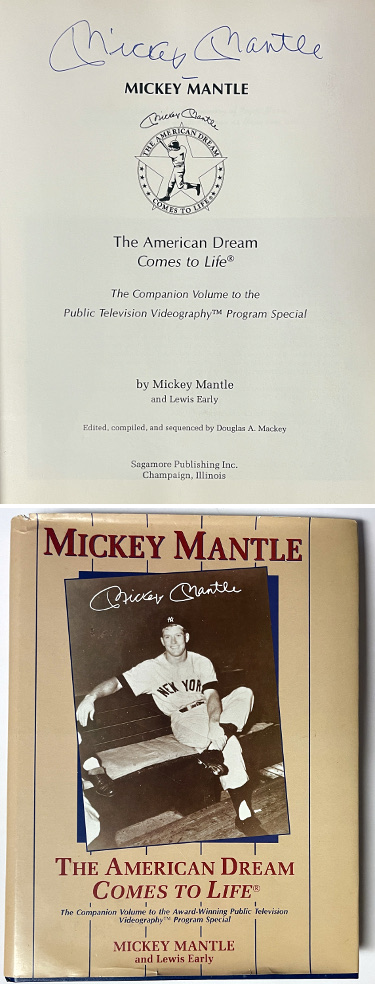 Mickey Mantle
MICKEY MANTLE
Mickey Mantle
THE AMERICAN DREAM
COMES TO LIFE®
The American Dream
Comes to Life®
The Companion Volume to the
Public Television Videography™ Program Special
by Mickey Mantle
and Lewis Early
Edited, compiled, and sequenced by Douglas A. Mackey
Sagamore Publishing Inc.
Champaign, Illinois
MICKEY MANTLE
Mickey Mantle
NEW YORK
THE AMERICAN DREAM
COMES TO LIFE®
The Companion Volume to the Award-Winning Public Television
Videography™ Program Special
MICKEY MANTLE
and Lewis Early